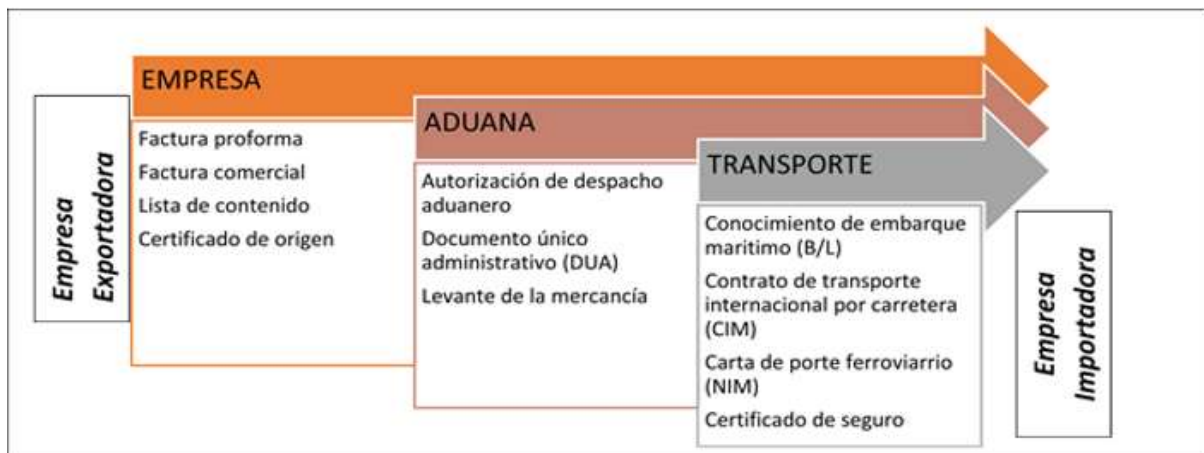 Empresa
Exportadora
EMPRESA
Factura proforma
Factura comercial
Lista de contenido
Certificado de origen
ADUANA
Autorización de despacho
aduanero
Documento único
administrativo (DUA)
Levante de la mercancía
TRANSPORTE
Conocimiento de embarque
maritimo (B/L)
Contrato de transporte
internacional por carretera
(CIM)
Carta de porte ferroviarrio
(NIM)
Certificado de seguro
Empresa
Importadora